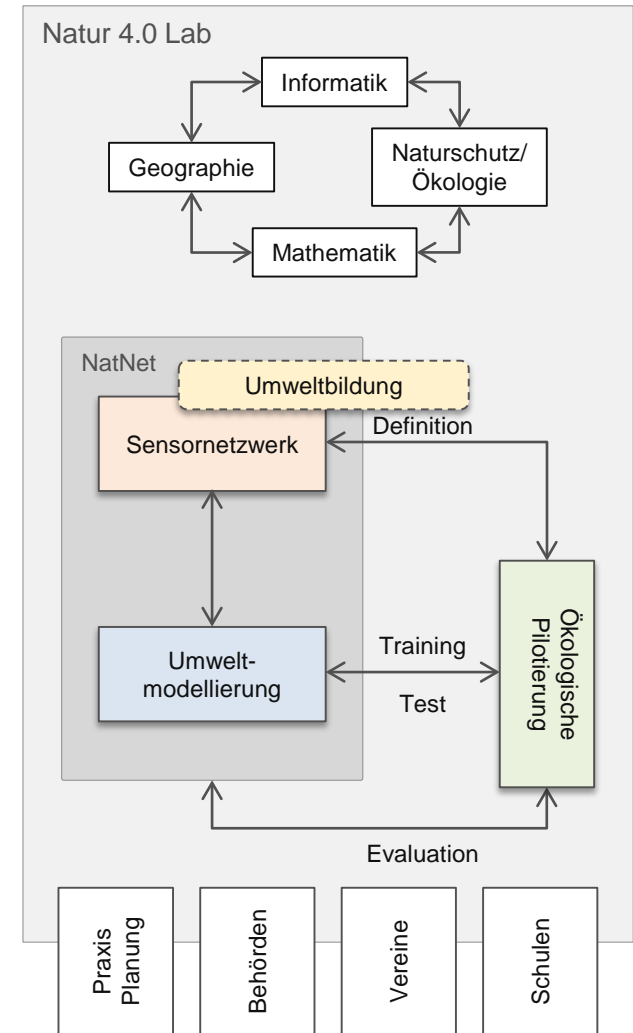 Natur 4.0 Lab
Informatik
Geographie
Naturschutz/
Ökologie
Mathematik
NatNet
Umweltbildung
Sensornetzwerk
Definition
Umwelt-
modellierung
Training
Test
Ökologische
Pilotierung
Evaluation
Praxis
Planung
Behörden
Vereine
Schulen